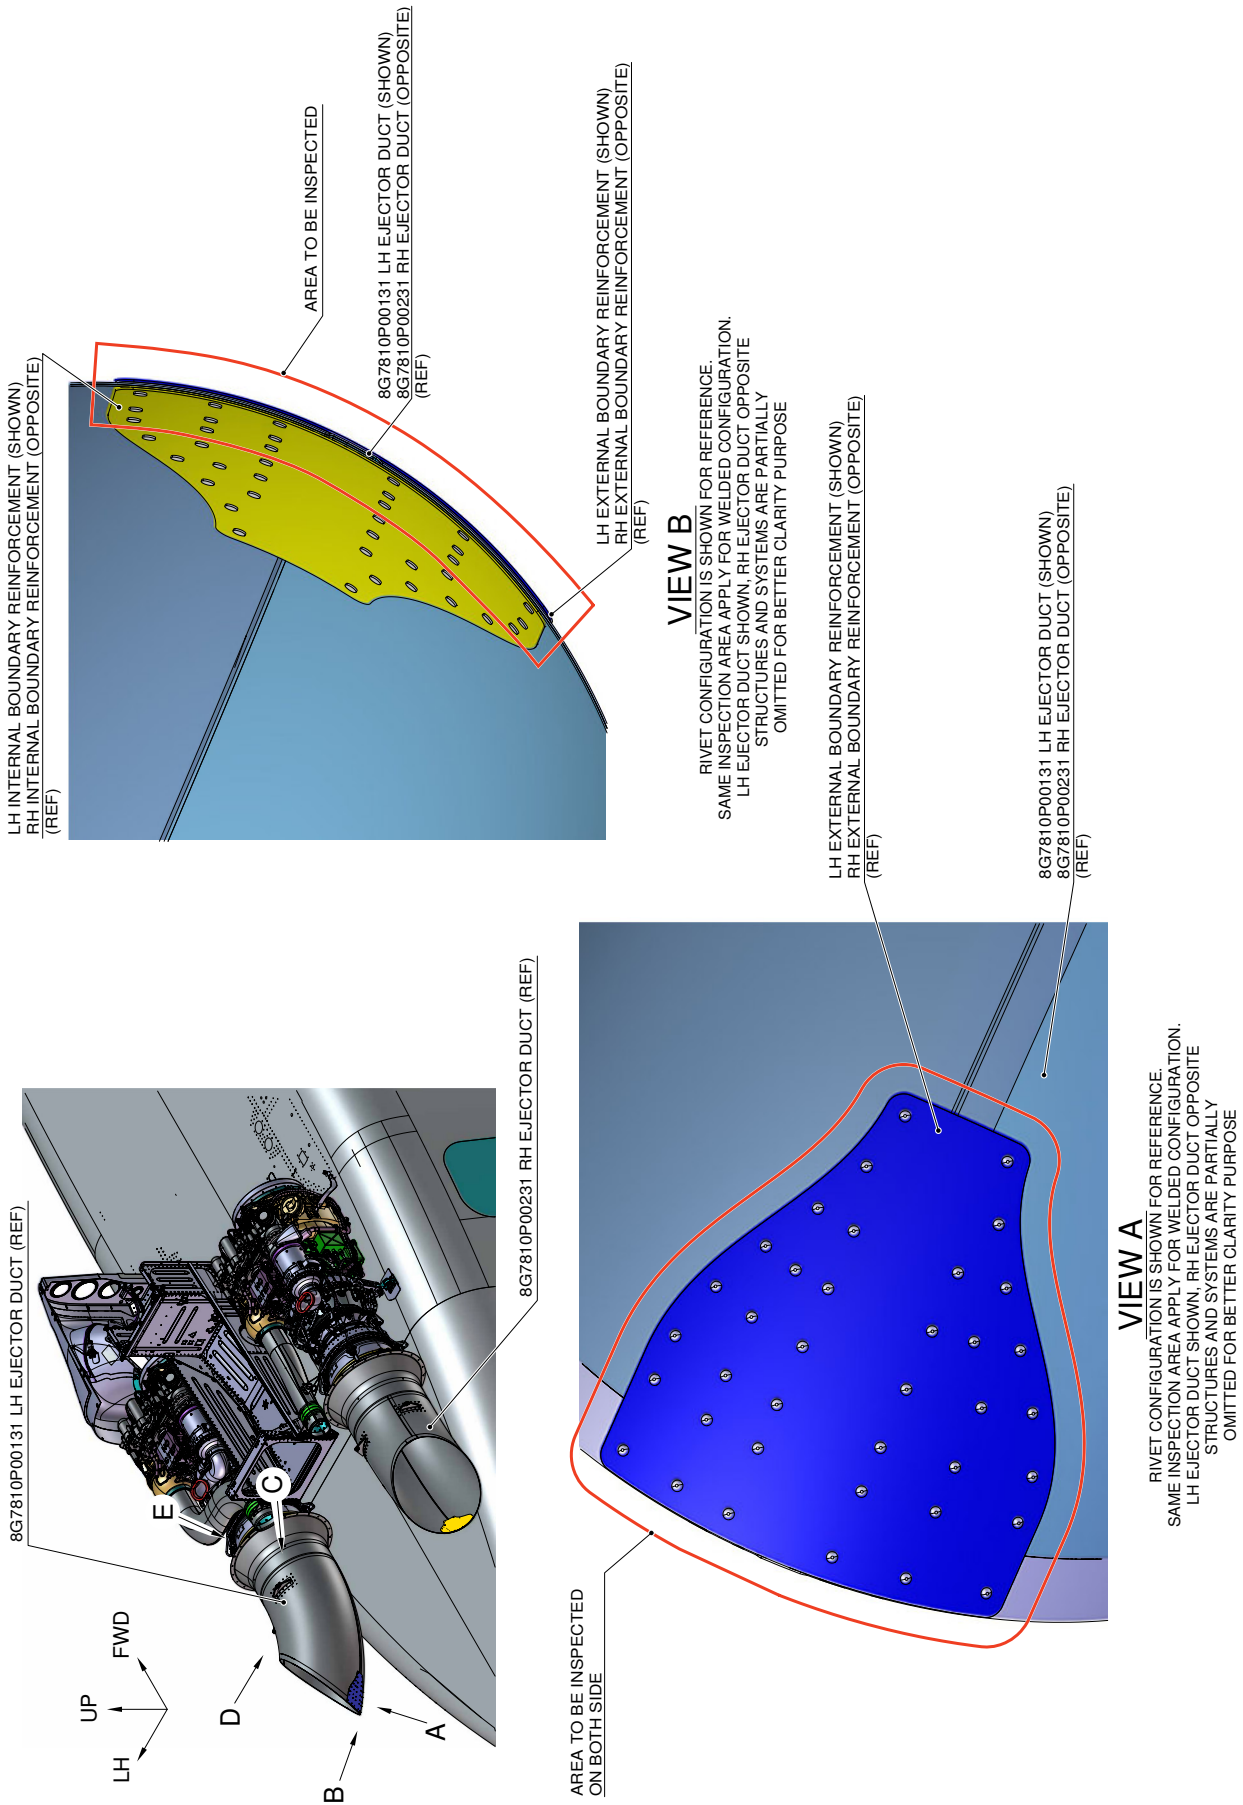 8G7810P00131 LH EJECTOR DUCT (REF)
UP
FWD
LH
E
C
D
B
A
8G7810P00231 RH EJECTOR DUCT (REF)
LH INTERNAL BOUNDARY REINFORCEMENT (SHOWN)
RH INTERNAL BOUNDARY REINFORCEMENT (OPPOSITE)
(REF)
AREA TO BE INSPECTED
8G7810P00131 LH EJECTOR DUCT (SHOWN)
8G7810P00231 RH EJECTOR DUCT (OPPOSITE)
(REF)
LH EXTERNAL BOUNDARY REINFORCEMENT (SHOWN)
RH EXTERNAL BOUNDARY REINFORCEMENT (OPPOSITE)
(REF)
VIEW B
RIVET CONFIGURATION IS SHOWN FOR REFERENCE.
SAME INSPECTION AREA APPLY FOR WELDED CONFIGURATION.
LH EJECTOR DUCT SHOWN, RH EJECTOR DUCT OPPOSITE
STRUCTURES AND SYSTEMS ARE PARTIALLY
OMITTED FOR BETTER CLARITY PURPOSE
AREA TO BE INSPECTED
ON BOTH SIDE
LH EXTERNAL BOUNDARY REINFORCEMENT (SHOWN)
RH EXTERNAL BOUNDARY REINFORCEMENT (OPPOSITE)
(REF)
8G7810P00131 LH EJECTOR DUCT (SHOWN)
8G7810P00231 RH EJECTOR DUCT (OPPOSITE)
(REF)
VIEW A
RIVET CONFIGURATION IS SHOWN FOR REFERENCE.
SAME INSPECTION AREA APPLY FOR WELDED CONFIGURATION.
LH EJECTOR DUCT SHOWN, RH EJECTOR DUCT OPPOSITE
STRUCTURES AND SYSTEMS ARE PARTIALLY
OMITTED FOR BETTER CLARITY PURPOSE